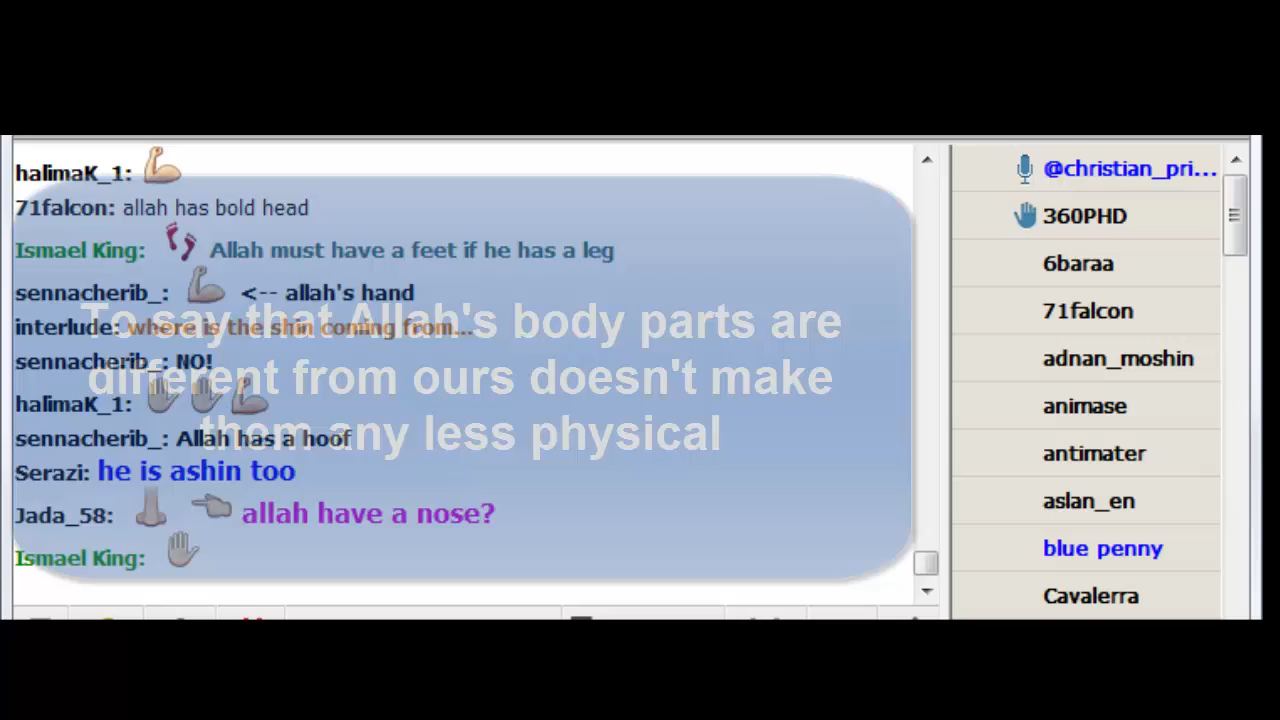 halimaK_1:
71falcon: allah has bold head
Ismael King: Allah must have a feet if he has a leg
sennacherib_: <-- allah's hand
interlude: where is the shin coming from...
sennacherib_: NO!
halimaK_1:
sennacherib_: Allah has a hoof
Serazi: he is ashin too
Jada_58: allah have a nose?
Ismael King:
To say that Allah's body parts are
different from ours doesn't make
them any less physical
@christian_pri...
360PHD
6baraa
71falcon
adnan_moshin
animase
antimater
aslan_en
blue penny
Cavalerra